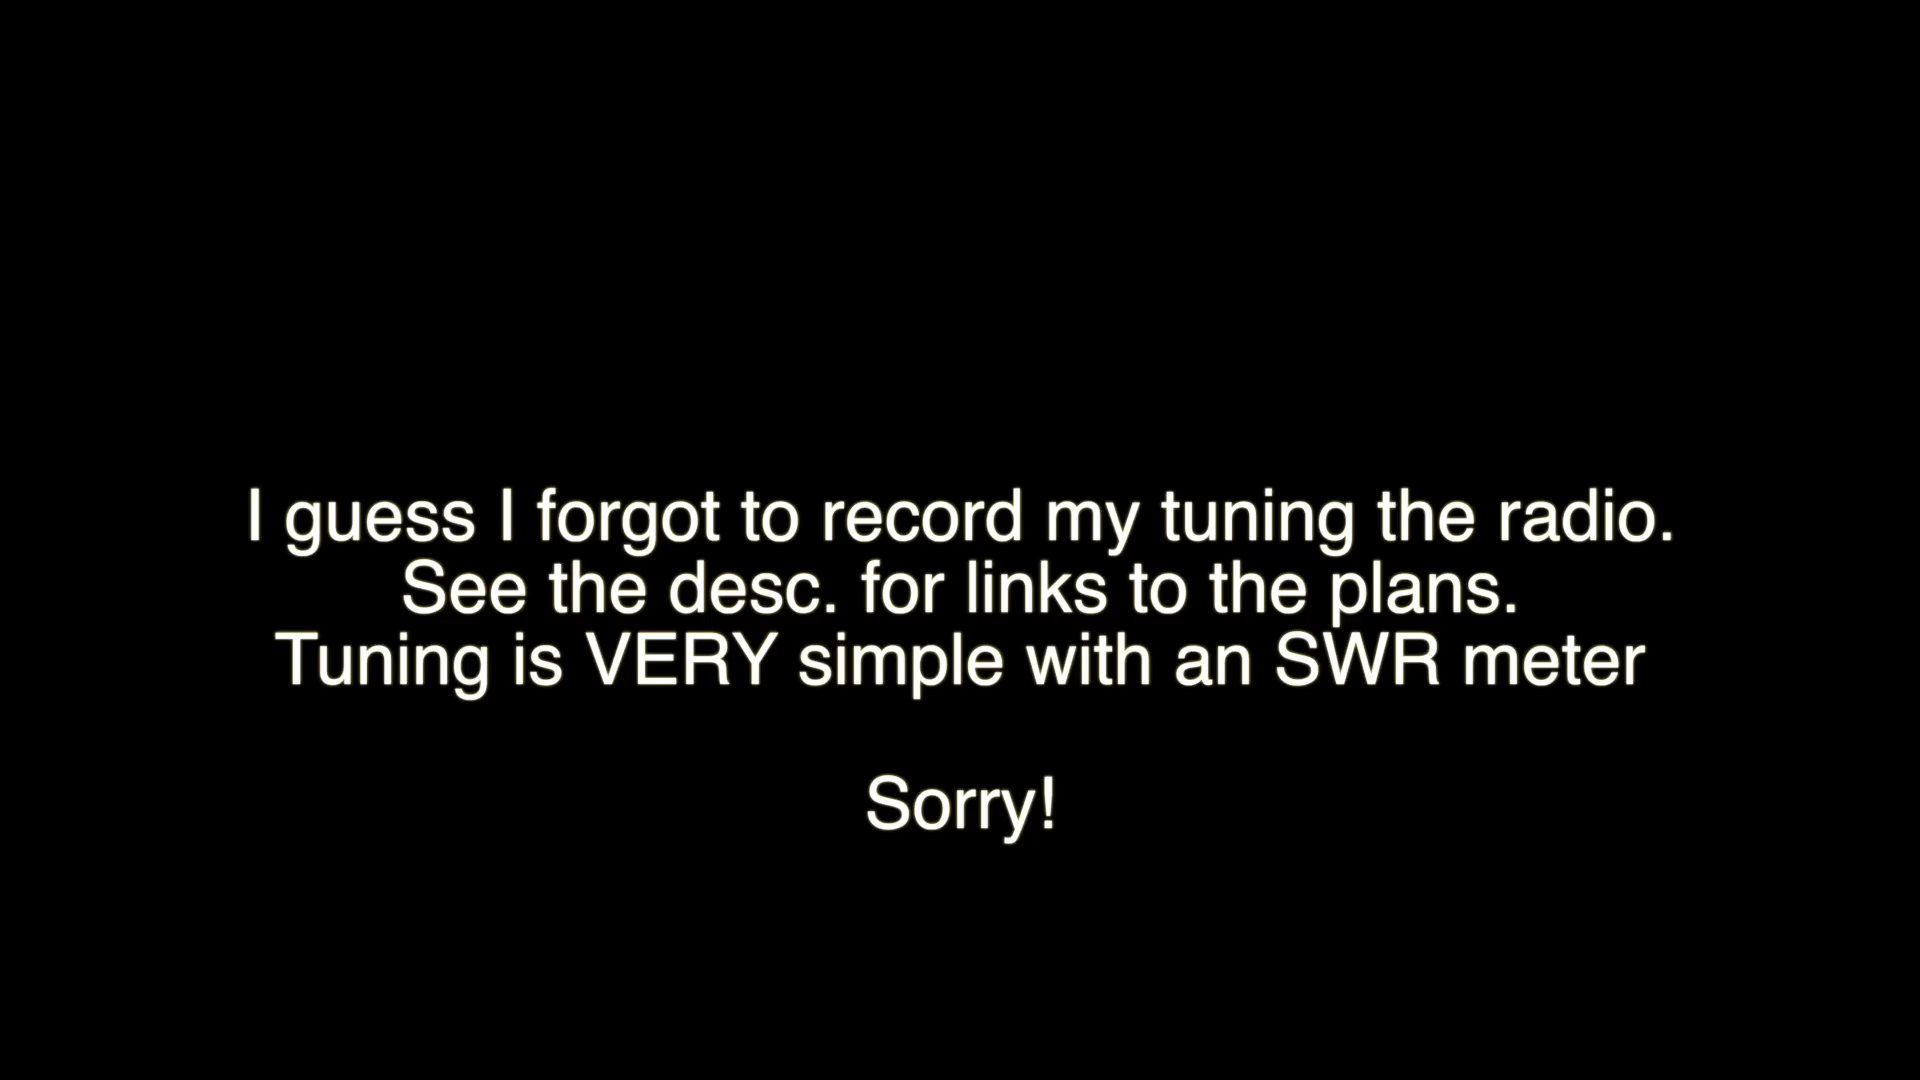 I guess I forgot to record my tuning the radio.
See the desc. for links to the plans.
Tuning is VERY simple with an SWR meter
Sorry!